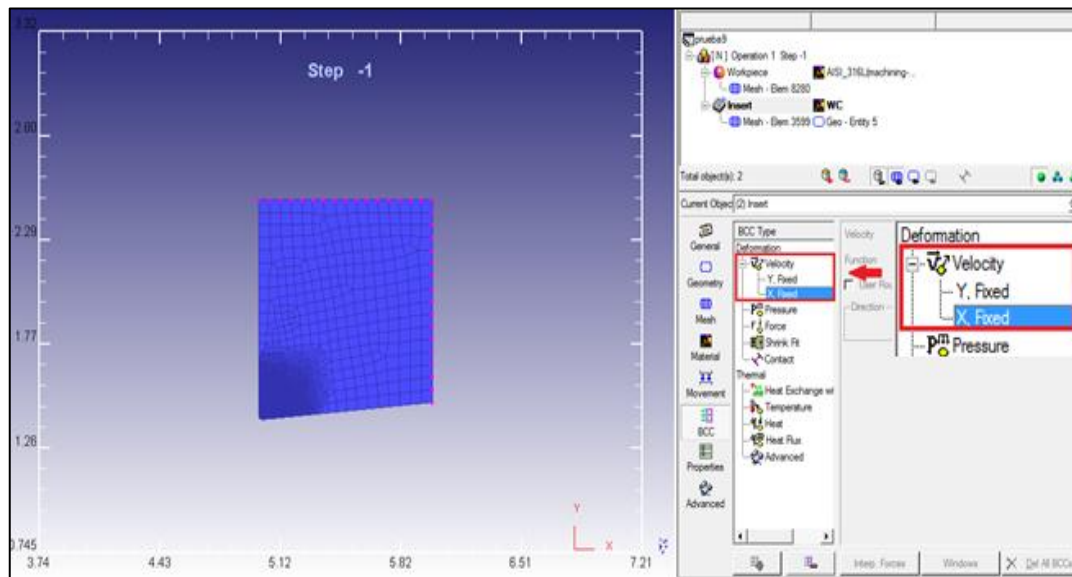 3.32
Step -1
2.80
2.29
1.77
1.26
0.745
3.74 4.43 5.12 5.82 6.51 7.21
Y
X
prueba9
[N] Operation 1 Step -1
Workpiece AISI_316L(machining-...
Mesh - Elem 8280
Insert WC
Mesh - Elem 3599 Geo - Entity 5
Total object(s): 2
Current Objec (2) Insert
General
Geometry
Mesh
Material
Movement
BCC
Properties
Advanced
BCC Type
Deformation
Velocity
Y, Fixed
X, Fixed
Pressure
Force
Shrink Fit
Contact
Thermal
Heat Exchange wi
Temperature
Heat
Heat Flux
Advanced
Velocity
Function
User Rou
Direction
Deformation
Velocity
Y, Fixed
X, Fixed
Pressure
Interp. Forces
Windows
Del All BCCs